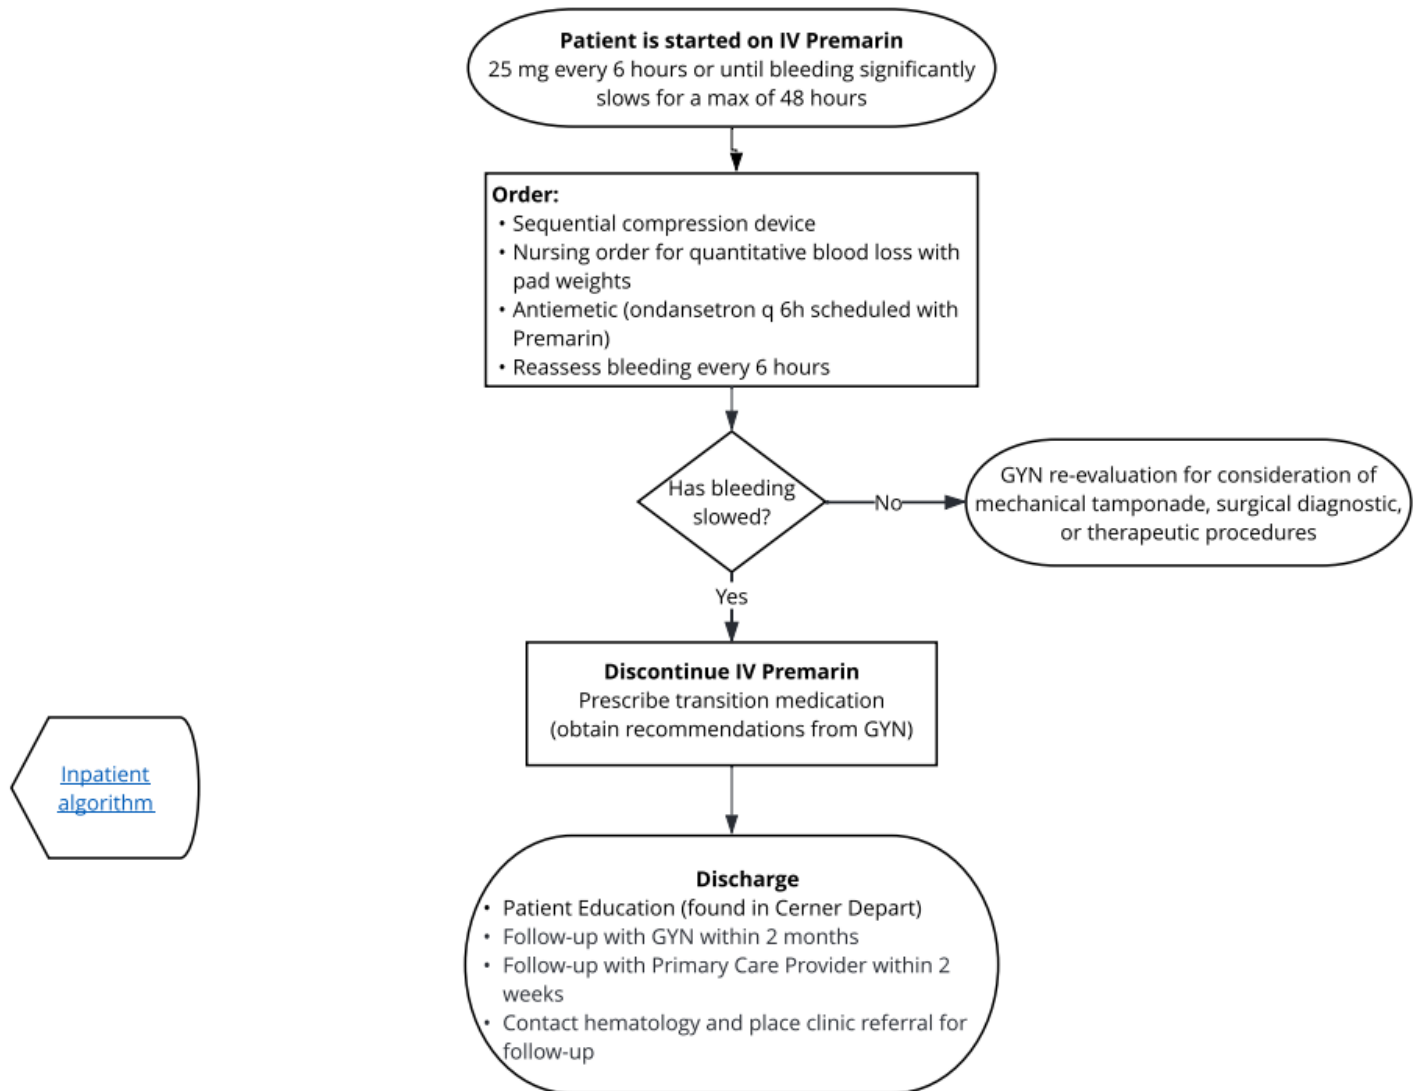 Patient is started on IV Premarin
25 mg every 6 hours or until bleeding significantly
slows for a max of 48 hours
Order:
• Sequential compression device
• Nursing order for quantitative blood loss with
pad weights
• Antiemetic (ondansetron q 6h scheduled with
Premarin)
• Reassess bleeding every 6 hours
Has bleeding
slowed?
No
GYN re-evaluation for consideration of
mechanical tamponade, surgical diagnostic,
or therapeutic procedures
Yes
Discontinue IV Premarin
Prescribe transition medication
(obtain recommendations from GYN)
Inpatient
algorithm
Discharge
• Patient Education (found in Cerner Depart)
• Follow-up with GYN within 2 months
• Follow-up with Primary Care Provider within 2
weeks
• Contact hematology and place clinic referral for
follow-up